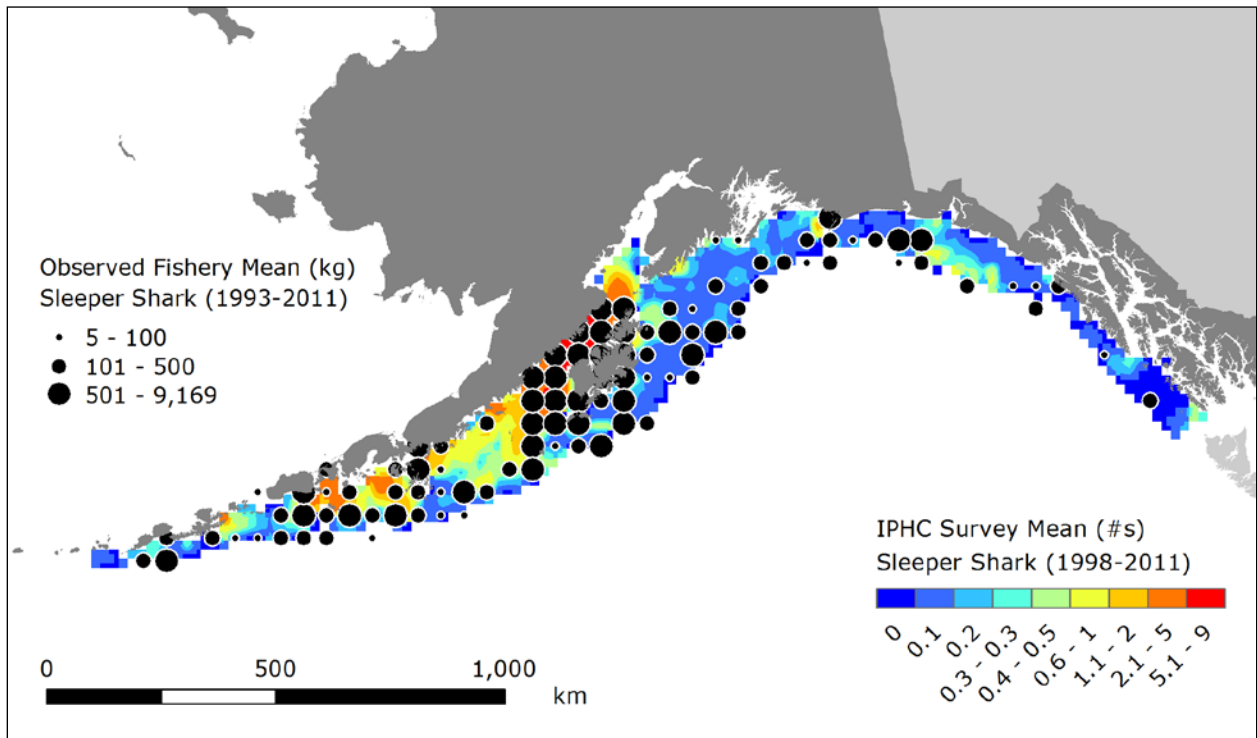 Observed Fishery Mean (kg)
Sleeper Shark (1993-2011)
5 - 100
101 - 500
501 - 9,169
IPHC Survey Mean (#s)
Sleeper Shark (1998-2011)
0
0.1
0.2
0.3 - 0.3
0.4 - 0.5
0.6 - 1
1.1 - 2
2.1 - 5
5.1 - 9
0 500 1,000
km